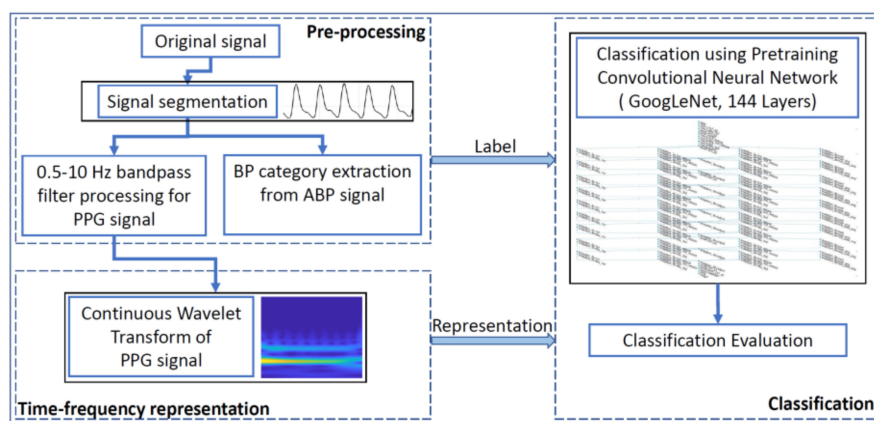 Original signal
Pre-processing
Signal segmentation
0.5-10 Hz bandpass
filter processing for
PPG signal
BP category extraction
from ABP signal
Label
Continuous Wavelet
Transform of
PPG signal
Time-frequency representation
Representation
Classification using Pretraining
Convolutional Neural Network
( GoogLeNet, 144 Layers)
Classification Evaluation
Classification